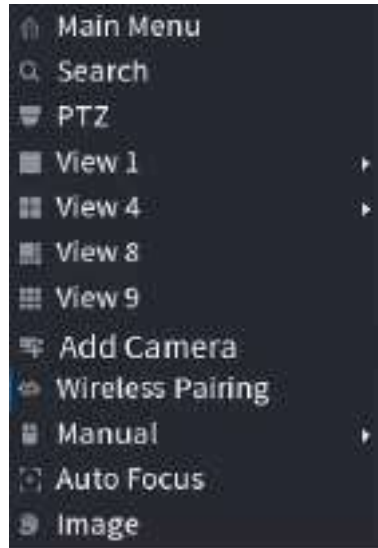 Main Menu
Search
PTZ
View 1
View 4
View 8
View 9
Add Camera
Wireless Pairing
Manual
Auto Focus
Image